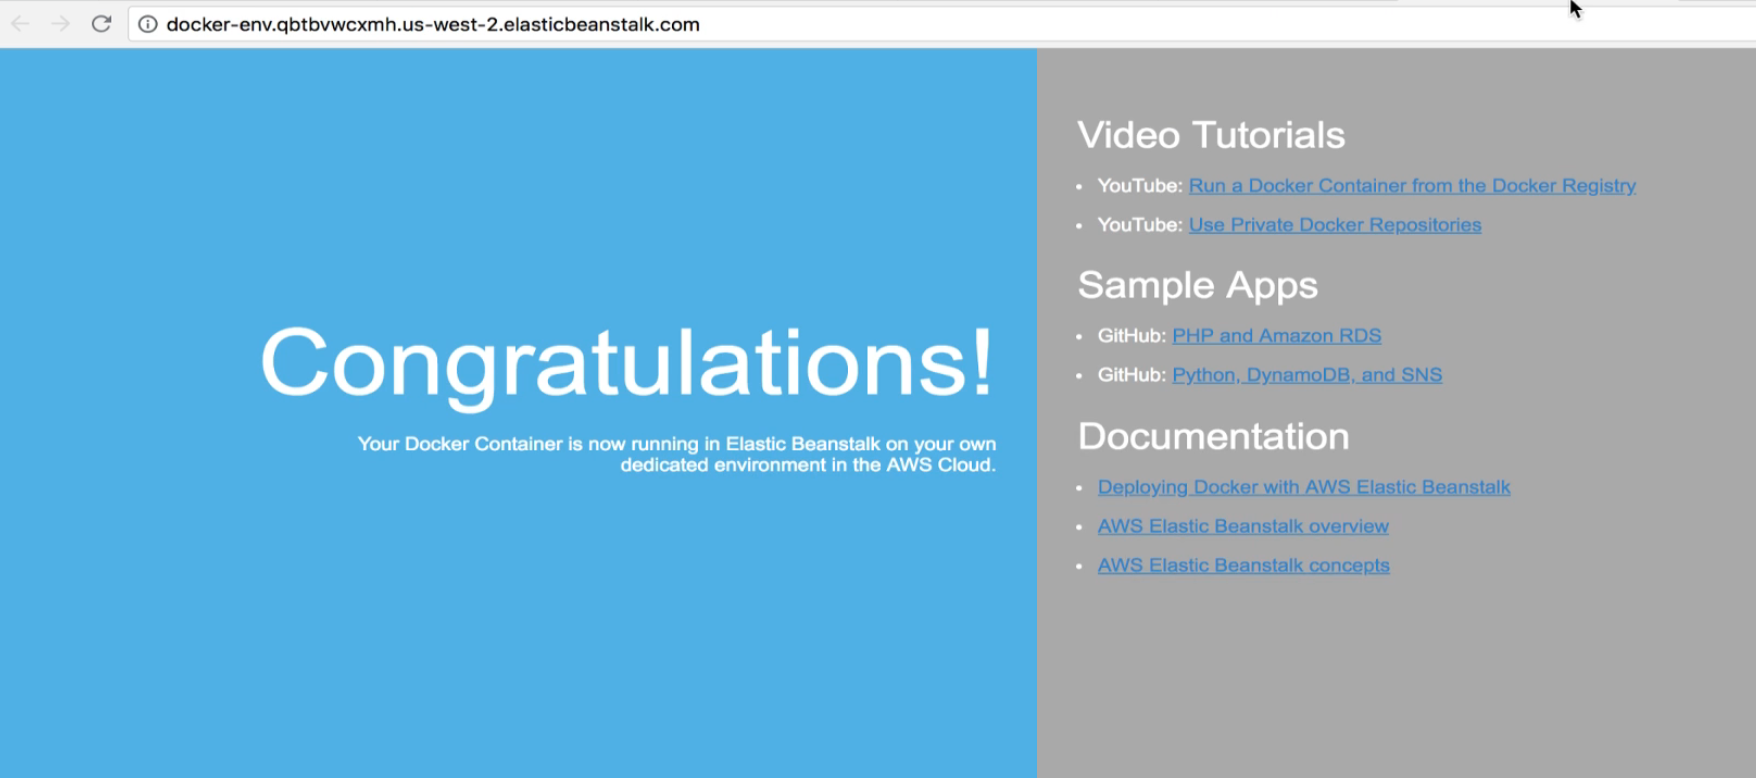 docker-env.qbtbvwcxmh.us-west-2.elasticbeanstalk.com
Congratulations!
Your Docker Container is now running in Elastic Beanstalk on your own
dedicated environment in the AWS Cloud.
Video Tutorials
• YouTube: Run a Docker Container from the Docker Registry
• YouTube: Use Private Docker Repositories
Sample Apps
• GitHub: PHP and Amazon RDS
• GitHub: Python, DynamoDB, and SNS
Documentation
• Deploying Docker with AWS Elastic Beanstalk
• AWS Elastic Beanstalk overview
• AWS Elastic Beanstalk concepts